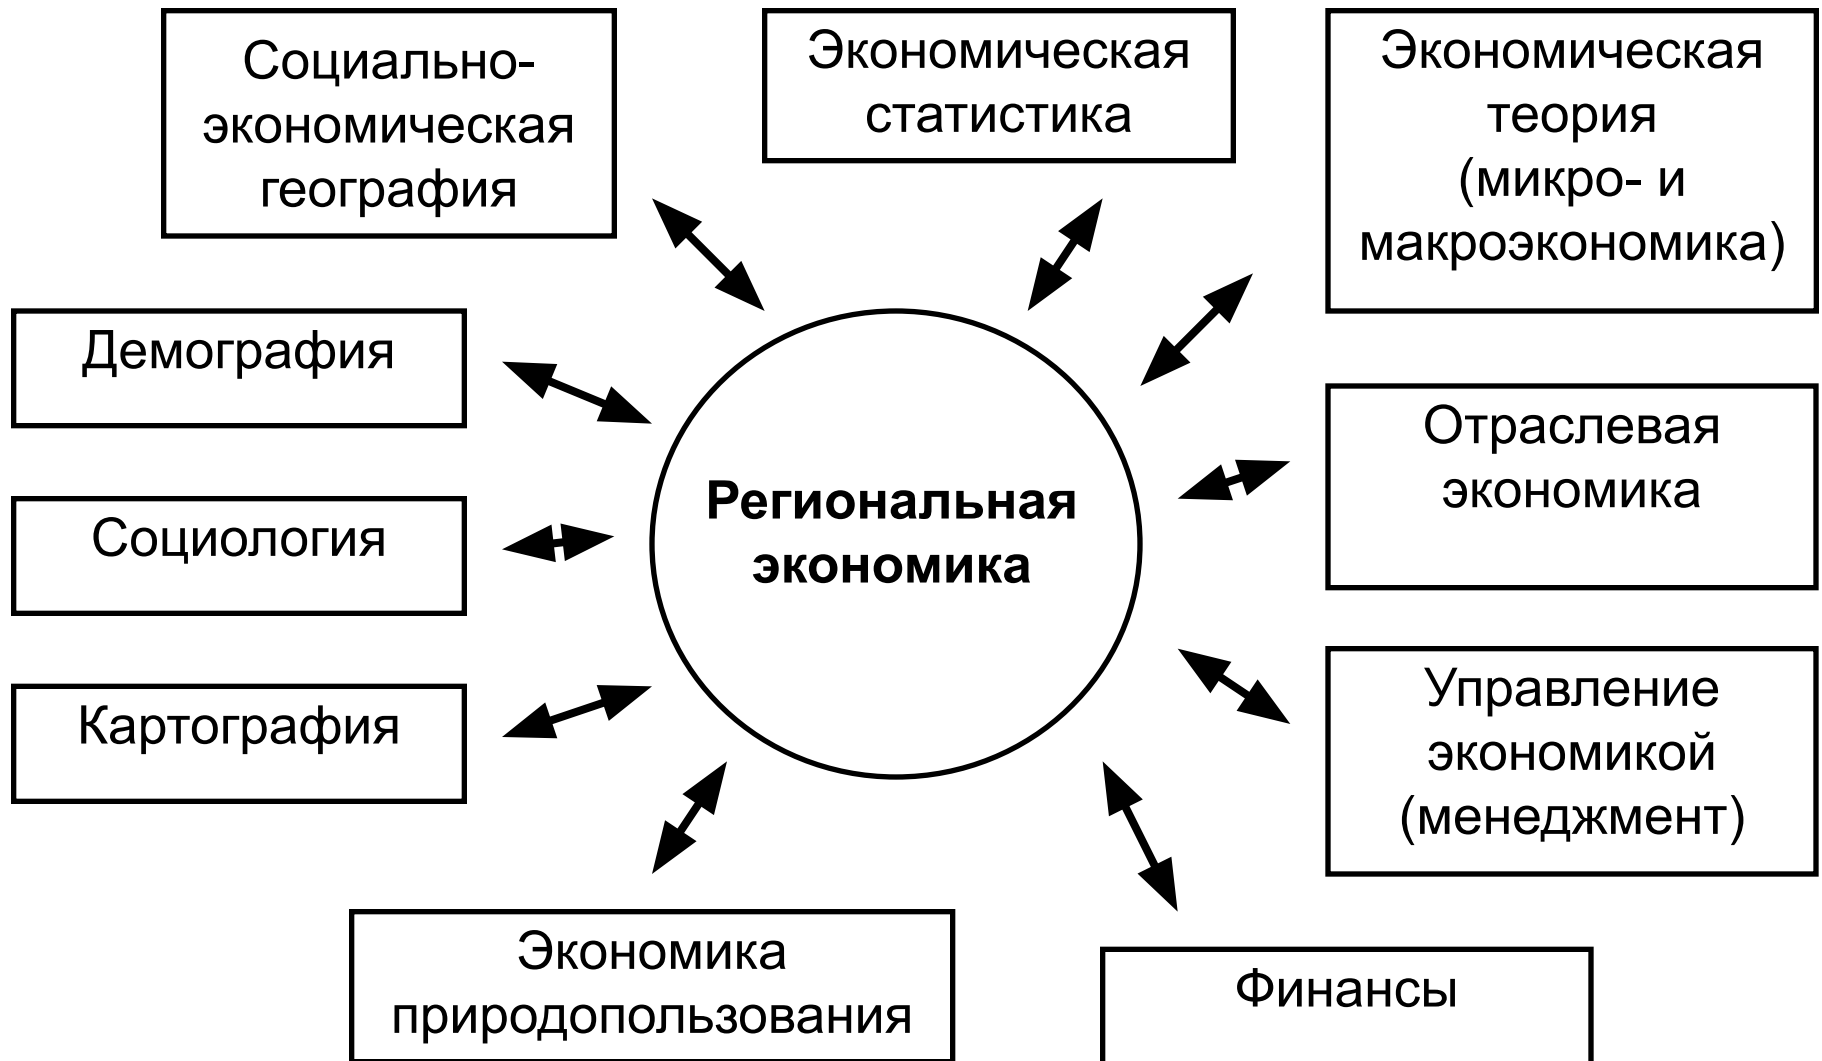 Социально-
экономическая
география
Экономическая
статистика
Экономическая
теория
(микро- и
макроэкономика)
Демография
Отраслевая
экономика
Региональная
экономика
Социология
Управление
экономикой
(менеджмент)
Картография
Экономика
природопользования
Финансы